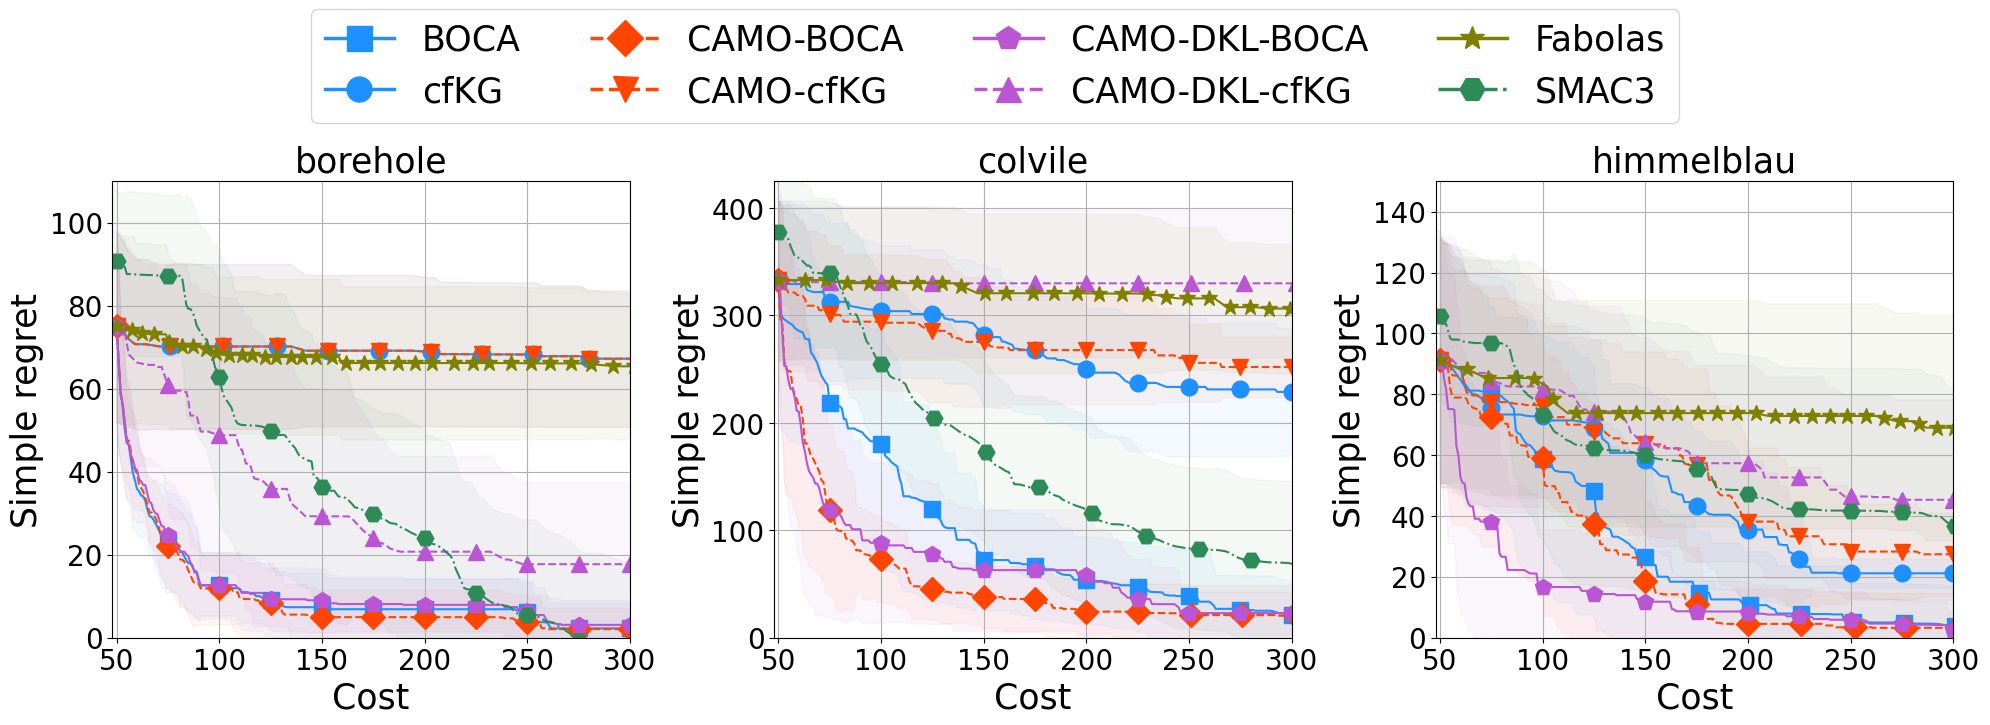 BOCA CAMO-BOCA CAMO-DKL-BOCA Fabolas
cfKG CAMO-cfKG CAMO-DKL-cfKG SMAC3
borehole colvile himmelblau
Simple regret
100
80
60
40
20
0
50 100 150 200 250 300
Cost
Simple regret
400
300
200
100
0
50 100 150 200 250 300
Cost
Simple regret
140
120
100
80
60
40
20
0
50 100 150 200 250 300
Cost